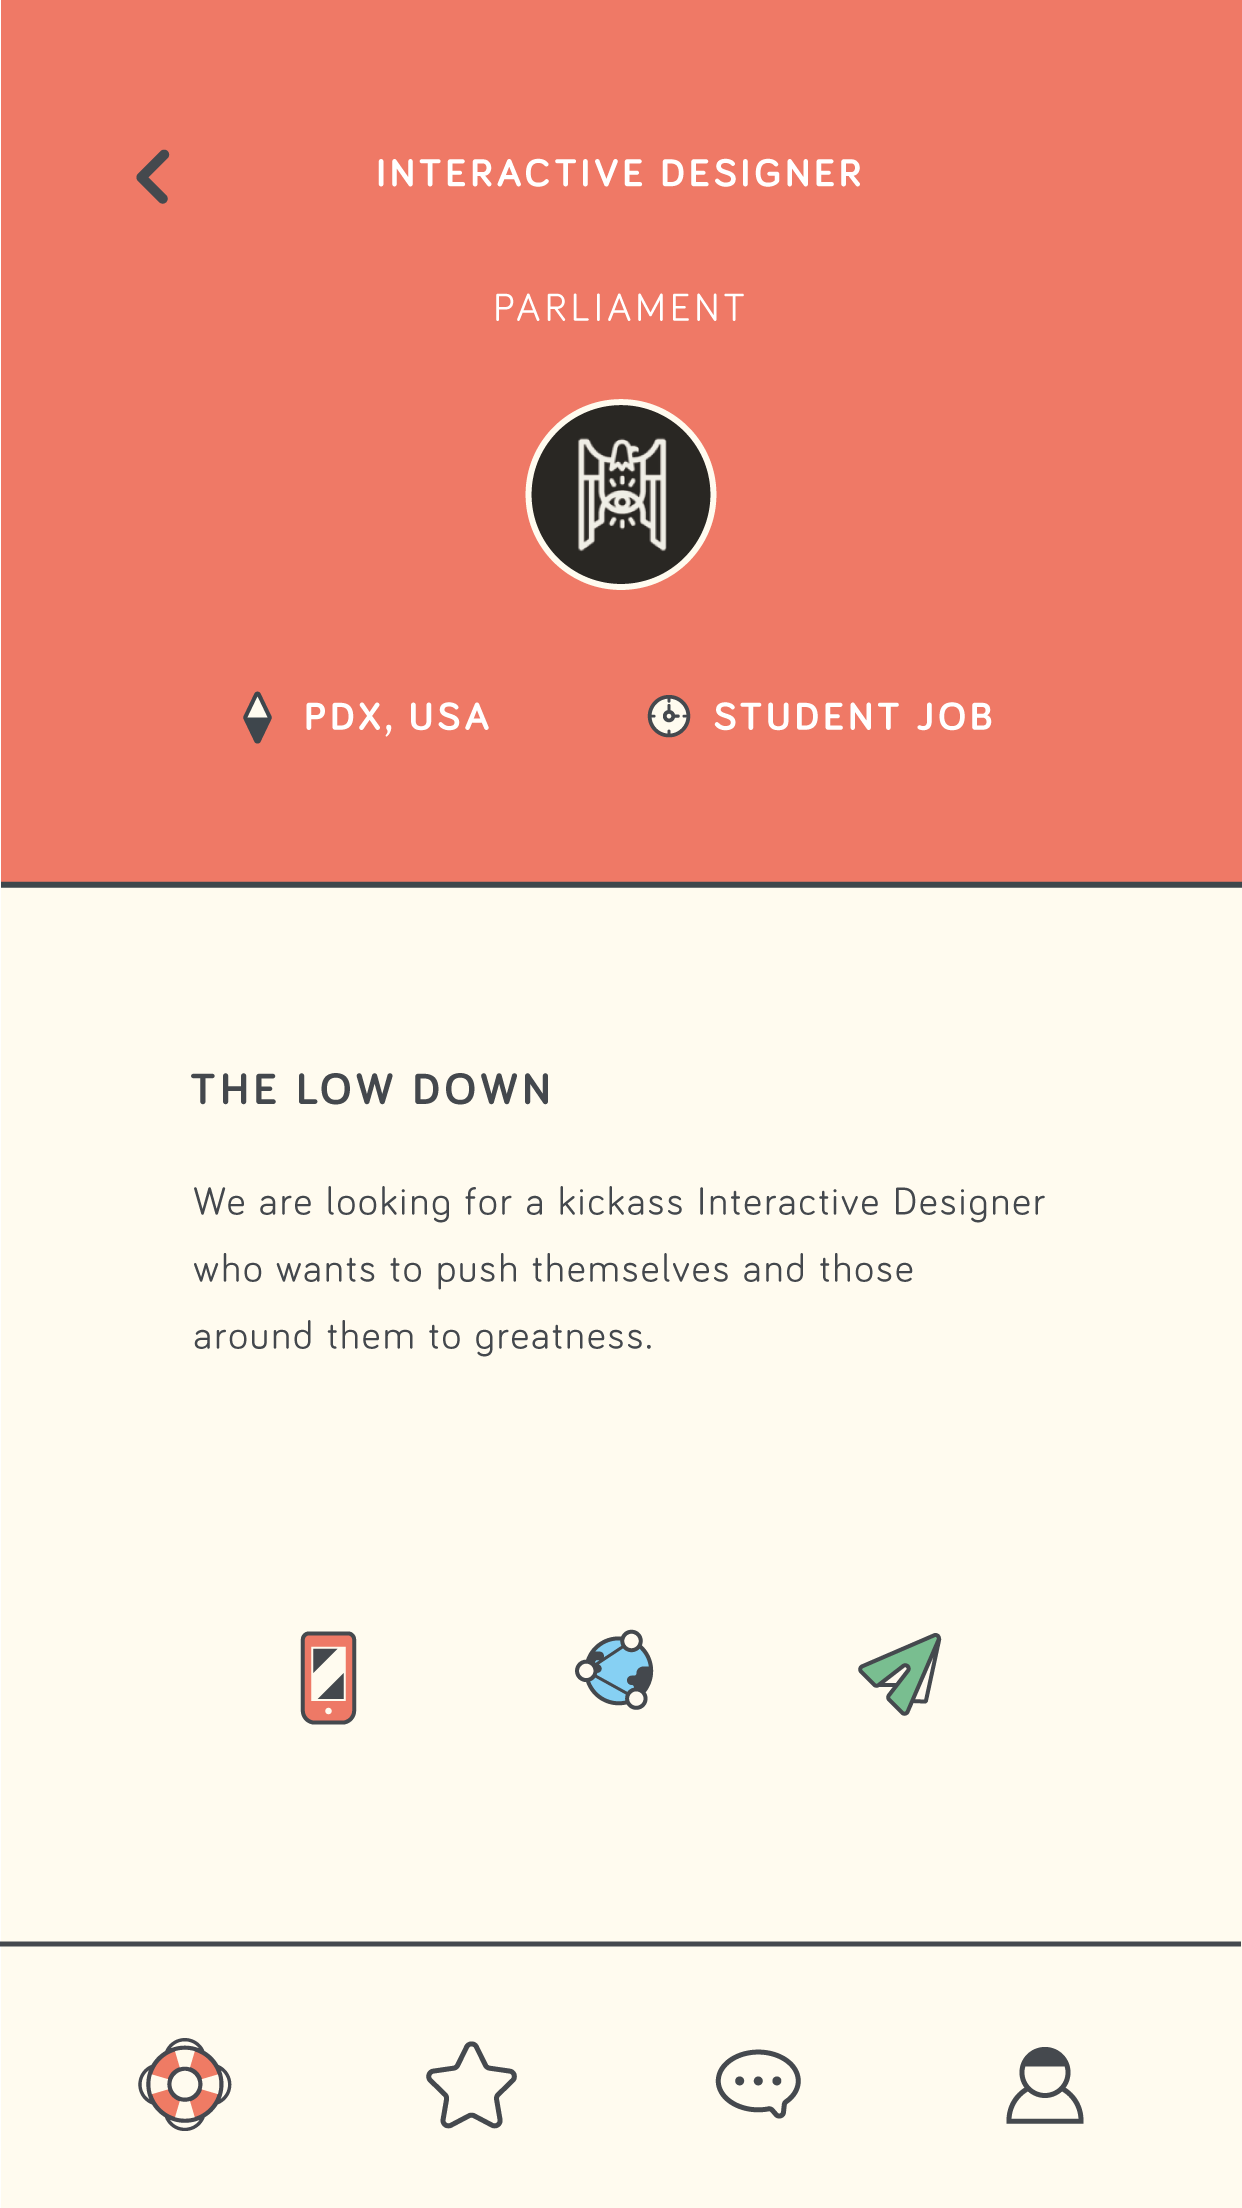 INTERACTIVE DESIGNER
PARLIAMENT
PDX, USA
STUDENT JOB
THE LOW DOWN
We are looking for a kickass Interactive Designer
who wants to push themselves and those
around them to greatness.